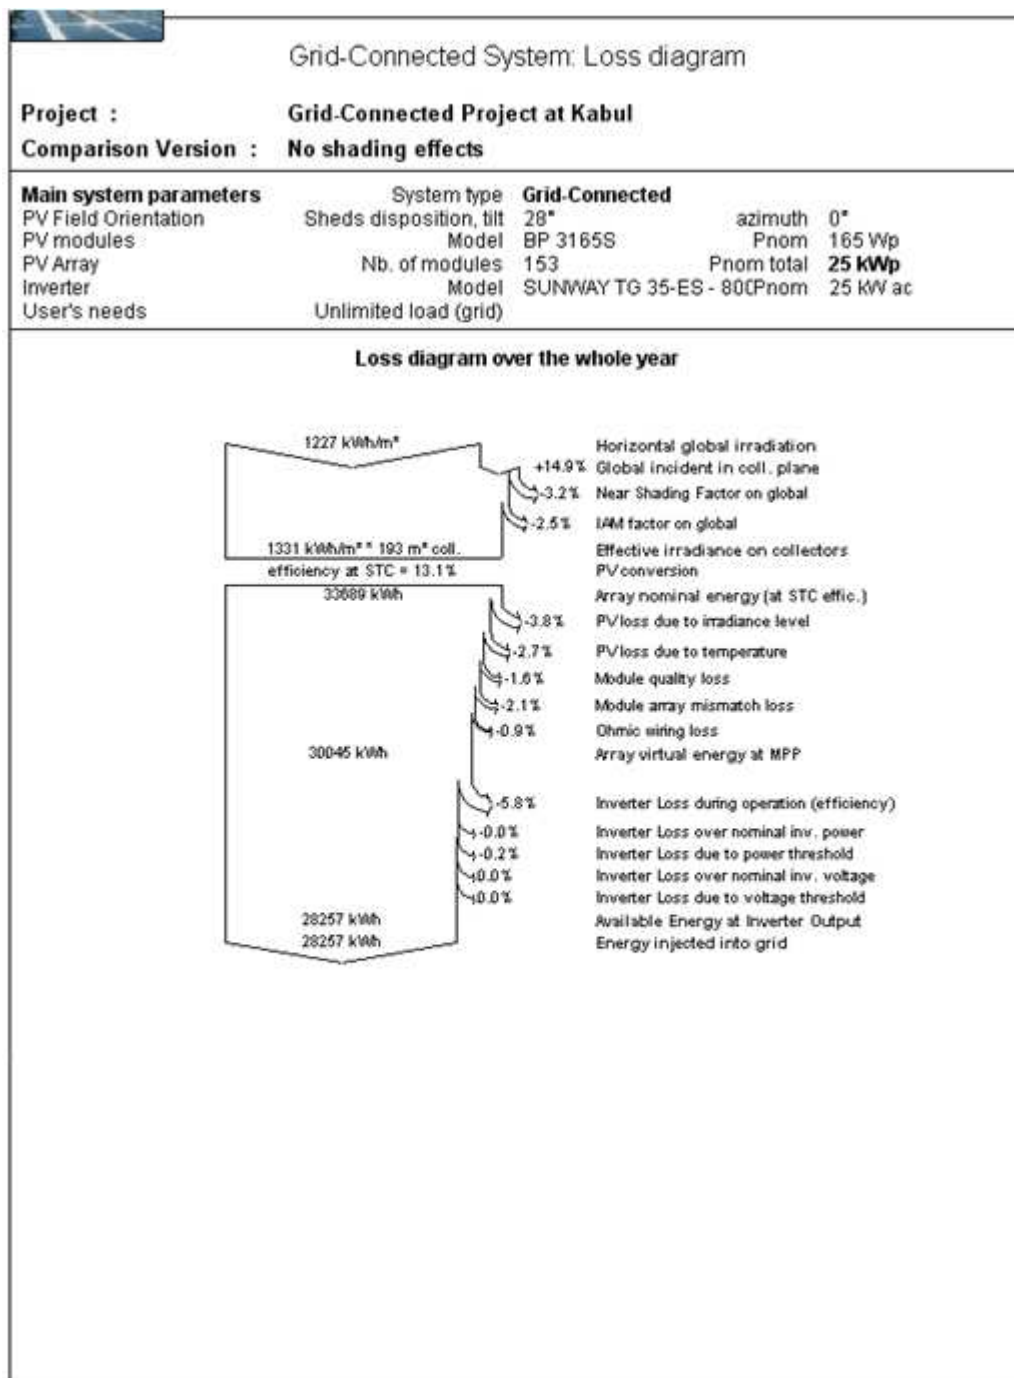 Grid-Connected System: Loss diagram
Project : Grid-Connected Project at Kabul
Comparison Version : No shading effects
Main system parameters System type Grid-Connected
PV Field Orientation Sheds disposition, tilt 28° azimuth 0°
PV modules Model BP 3165S Pnom 165 Wp
PV Array Nb. of modules 153 Pnom total 25 kWp
Inverter Model SUNWAY TG 35-ES - 800 Pnom 25 kW ac
User's needs Unlimited load (grid)
Loss diagram over the whole year
1227 kWh/m² Horizontal global irradiation
+14.9% Global incident in coll. plane
-3.2% Near Shading Factor on global
-2.5% IAM factor on global
1331 kWh/m² * 193 m² coll. Effective irradiance on collectors
efficiency at STC = 13.1% PV conversion
33689 kWh Array nominal energy (at STC effic.)
-3.8% PV loss due to irradiance level
-2.7% PV loss due to temperature
-1.6% Module quality loss
-2.1% Module array mismatch loss
-0.9% Ohmic wiring loss
30045 kWh Array virtual energy at MPP
-5.8% Inverter Loss during operation (efficiency)
-0.0% Inverter Loss over nominal inv. power
-0.2% Inverter Loss due to power threshold
0.0% Inverter Loss over nominal inv. voltage
0.0% Inverter Loss due to voltage threshold
28257 kWh Available Energy at Inverter Output
28257 kWh Energy injected into grid